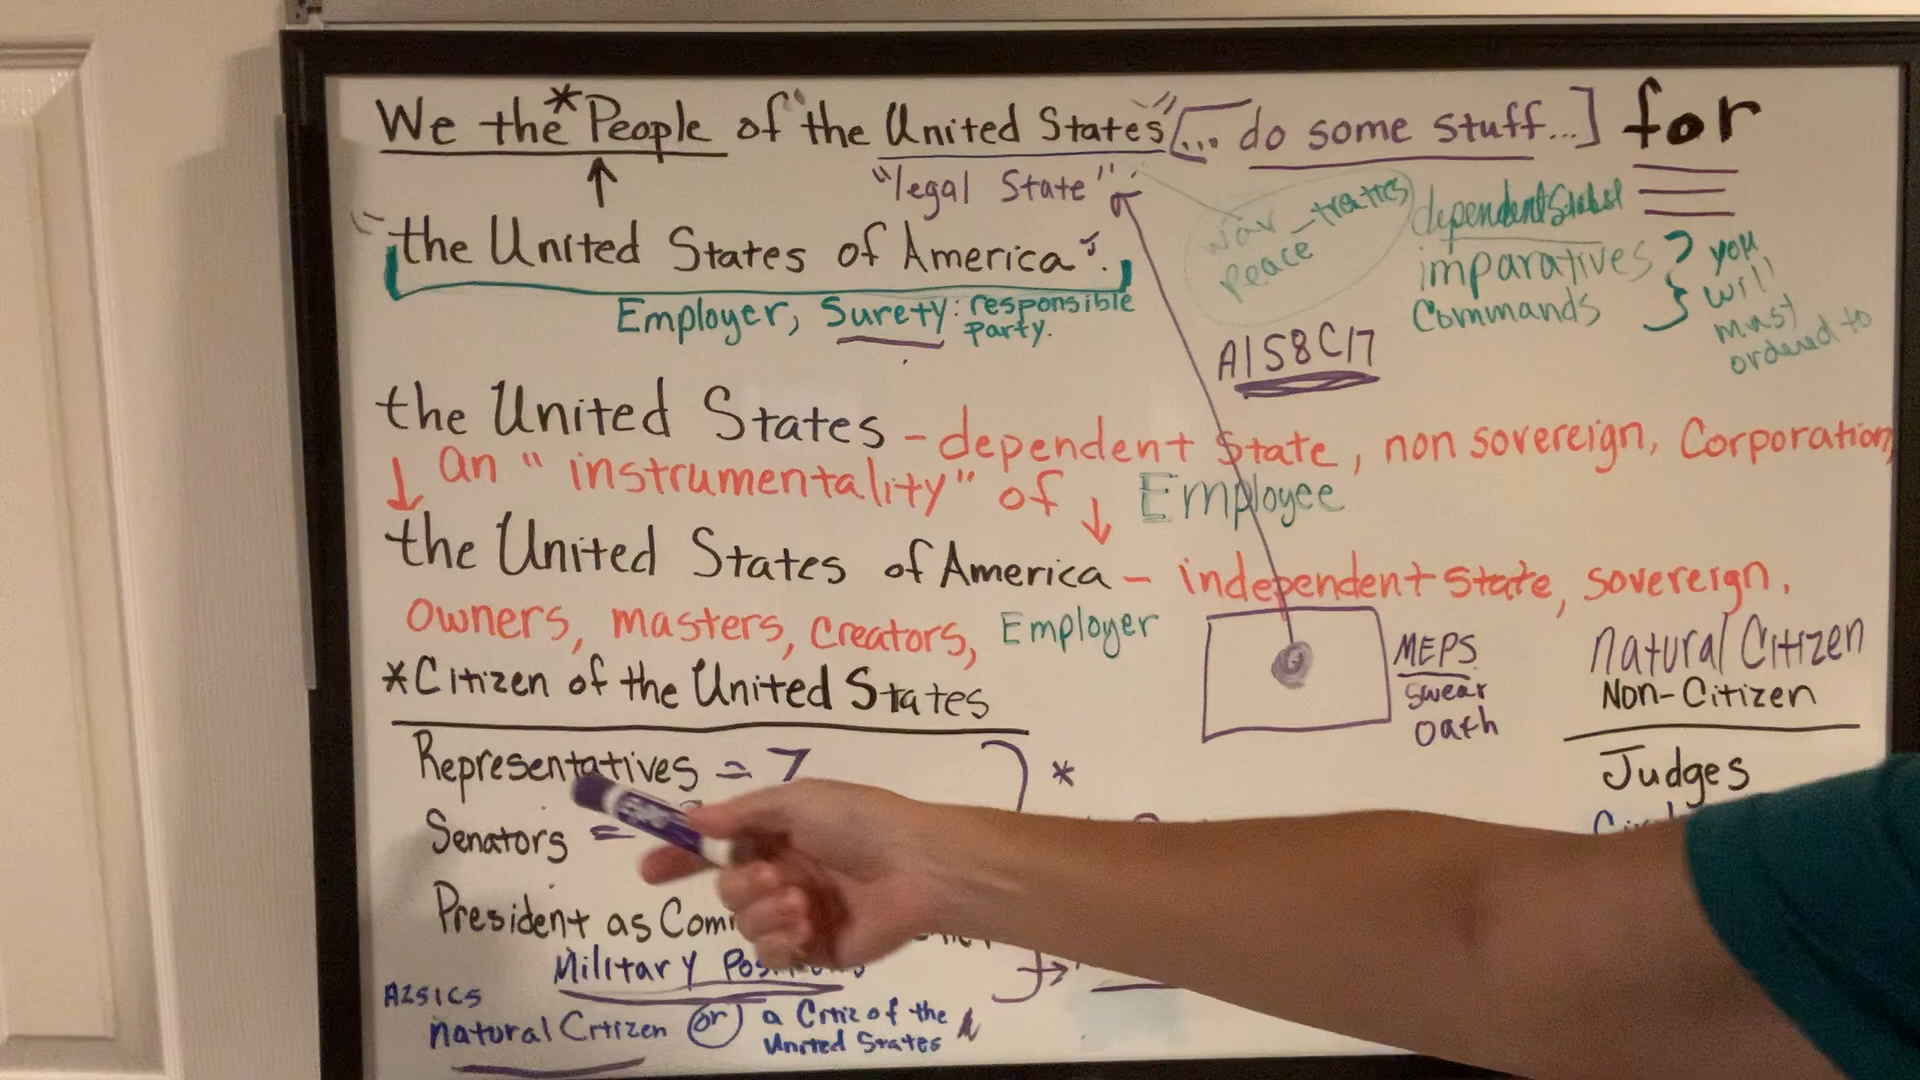 We the *People of "the United States" [... do some stuff...] for
"legal State"
"the United States of America".
Employer, Surety: responsible party.
war treaties
peace
dependent
imparatives
Commands
you
will
must
ordered to
A1S8C17
the United States - dependent State, non sovereign, Corporation,
↓ an "instrumentality" of ↓ Employee
the United States of America - independent state, sovereign,
owners, masters, creators, Employer
*Citizen of the United States
MEPS
swear
oath
natural Citizen
Non-Citizen
Representatives = 7
*
Judges
Senators =
President as
Military
A2S1C5
natural Citizen or a Citiz of the
United States